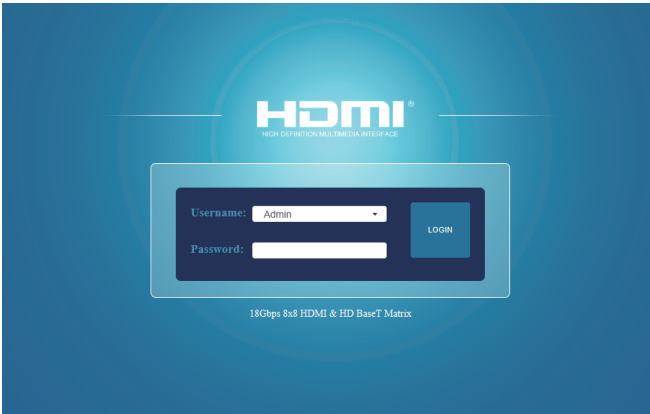 HDMI®
HIGH DEFINITION MULTIMEDIA INTERFACE
Username: Admin
LOGIN
Password:
18Gbps 8x8 HDMI & HD BaseT Matrix